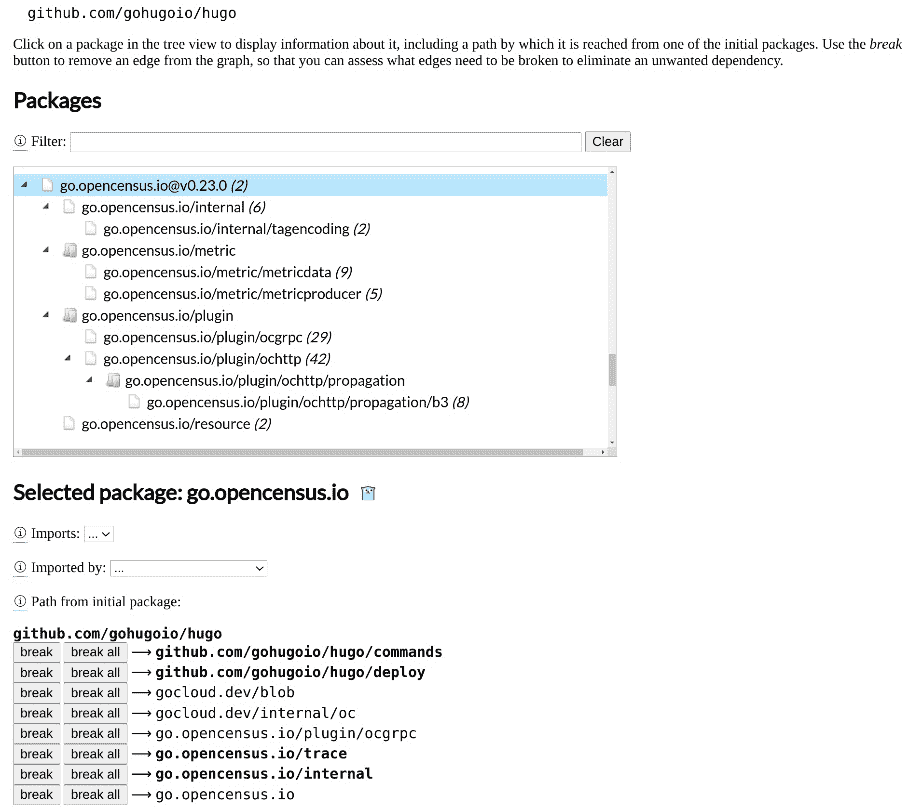 github.com/gohugoio/hugo
Click on a package in the tree view to display information about it, including a path by which it is reached from one of the initial packages. Use the break
button to remove an edge from the graph, so that you can assess what edges need to be broken to eliminate an unwanted dependency.
Packages
ⓘ Filter: Clear
go.opencensus.io@v0.23.0 (2)
go.opencensus.io/internal (6)
go.opencensus.io/internal/tagencoding (2)
go.opencensus.io/metric
go.opencensus.io/metric/metricdata (9)
go.opencensus.io/metric/metricproducer (5)
go.opencensus.io/plugin
go.opencensus.io/plugin/ocgrpc (29)
go.opencensus.io/plugin/ochttp (42)
go.opencensus.io/plugin/ochttp/propagation
go.opencensus.io/plugin/ochttp/propagation/b3 (8)
go.opencensus.io/resource (2)
Selected package: go.opencensus.io
ⓘ Imports: ...
ⓘ Imported by: ...
ⓘ Path from initial package:
github.com/gohugoio/hugo
break break all ⟶ github.com/gohugoio/hugo/commands
break break all ⟶ github.com/gohugoio/hugo/deploy
break break all ⟶ gocloud.dev/blob
break break all ⟶ gocloud.dev/internal/oc
break break all ⟶ go.opencensus.io/plugin/ocgrpc
break break all ⟶ go.opencensus.io/trace
break break all ⟶ go.opencensus.io/internal
break break all ⟶ go.opencensus.io